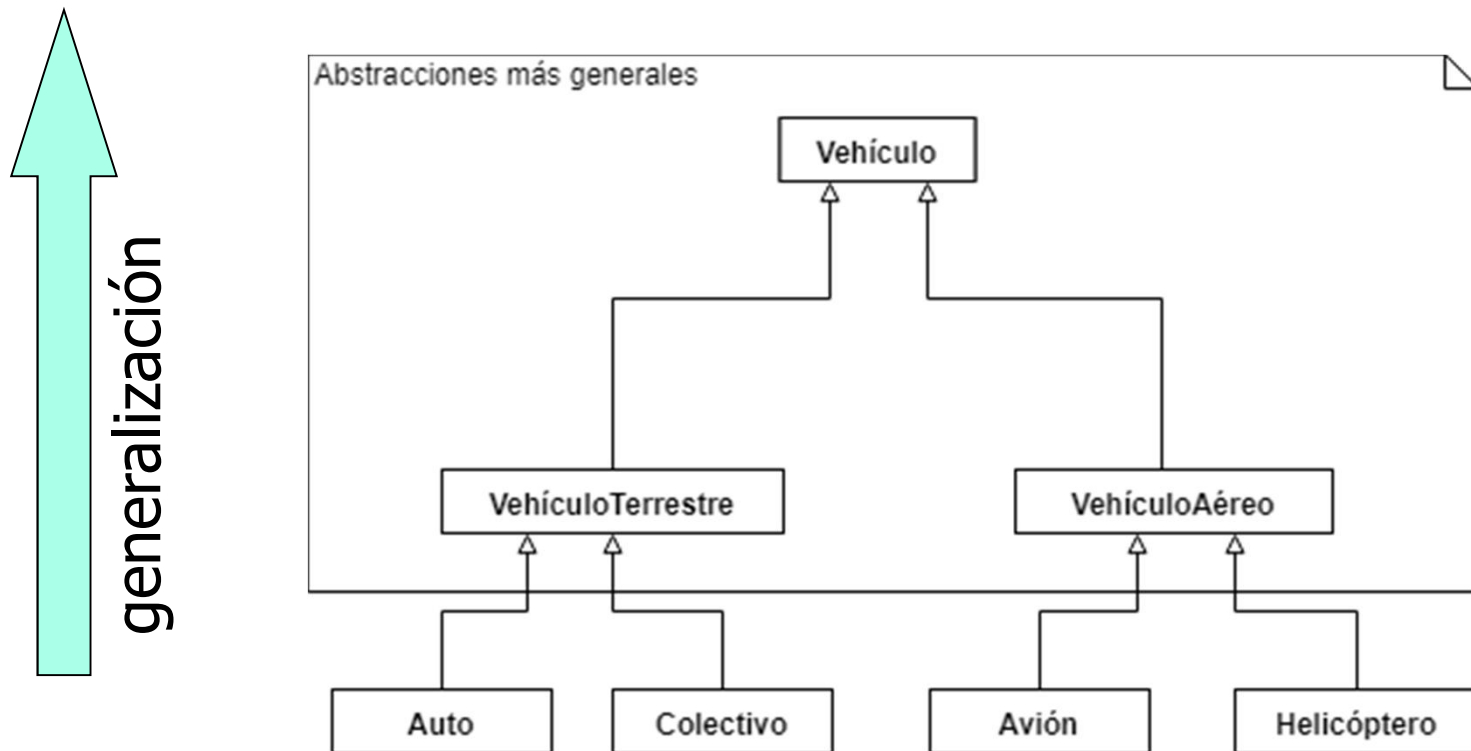 generalización
Abstracciones más generales
Vehículo
VehículoTerrestre
VehículoAéreo
Auto
Colectivo
Avión
Helicóptero